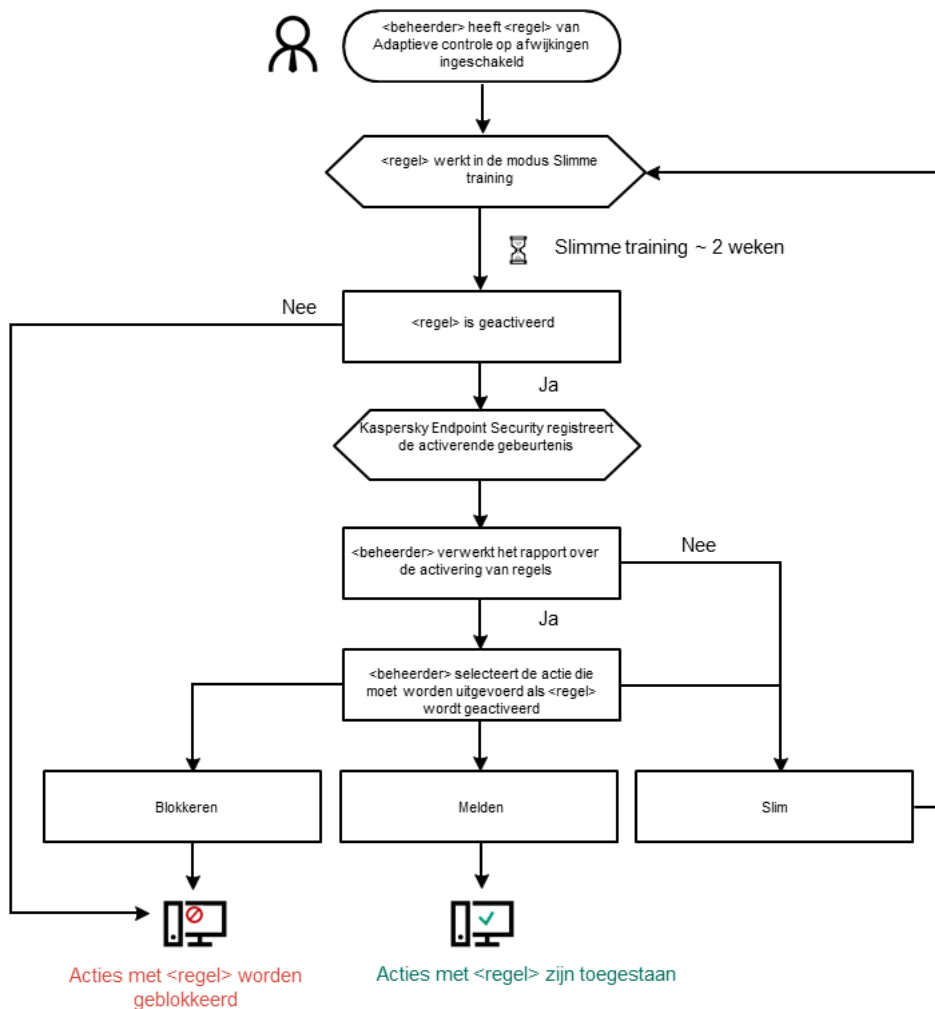 <beheerder> heeft <regel> van
Adaptieve controle op afwijkingen
ingeschakeld
<regel> werkt in de modus Slimme
training
Slimme training ~ 2 weken
Nee
<regel> is geactiveerd
Ja
Kaspersky Endpoint Security registreert
de activerende gebeurtenis
<beheerder> verwerkt het rapport over
de activering van regels
Nee
Ja
<beheerder> selecteert de actie die
moet worden uitgevoerd als <regel>
wordt geactiveerd
Blokkeren
Melden
Slim
Acties met <regel> worden
geblokkeerd
Acties met <regel> zijn toegestaan